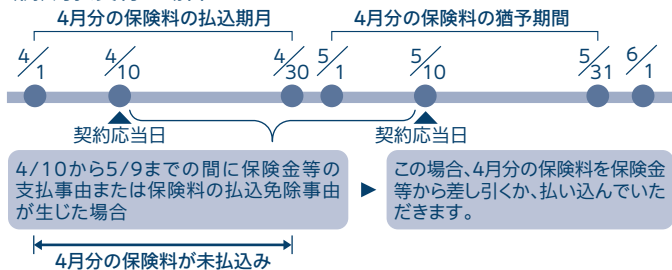 4月分の保険料の払込期月
4月分の保険料の猶予期間
4/1
4/10
4/30
5/1
5/10
5/31
6/1
契約応当日
契約応当日
4/10から5/9までの間に保険金等の
支払事由または保険料の払込免除事由
が生じた場合
この場合、4月分の保険料を保険金
等から差し引くか、払い込んでいた
だきます。
4月分の保険料が未払込み